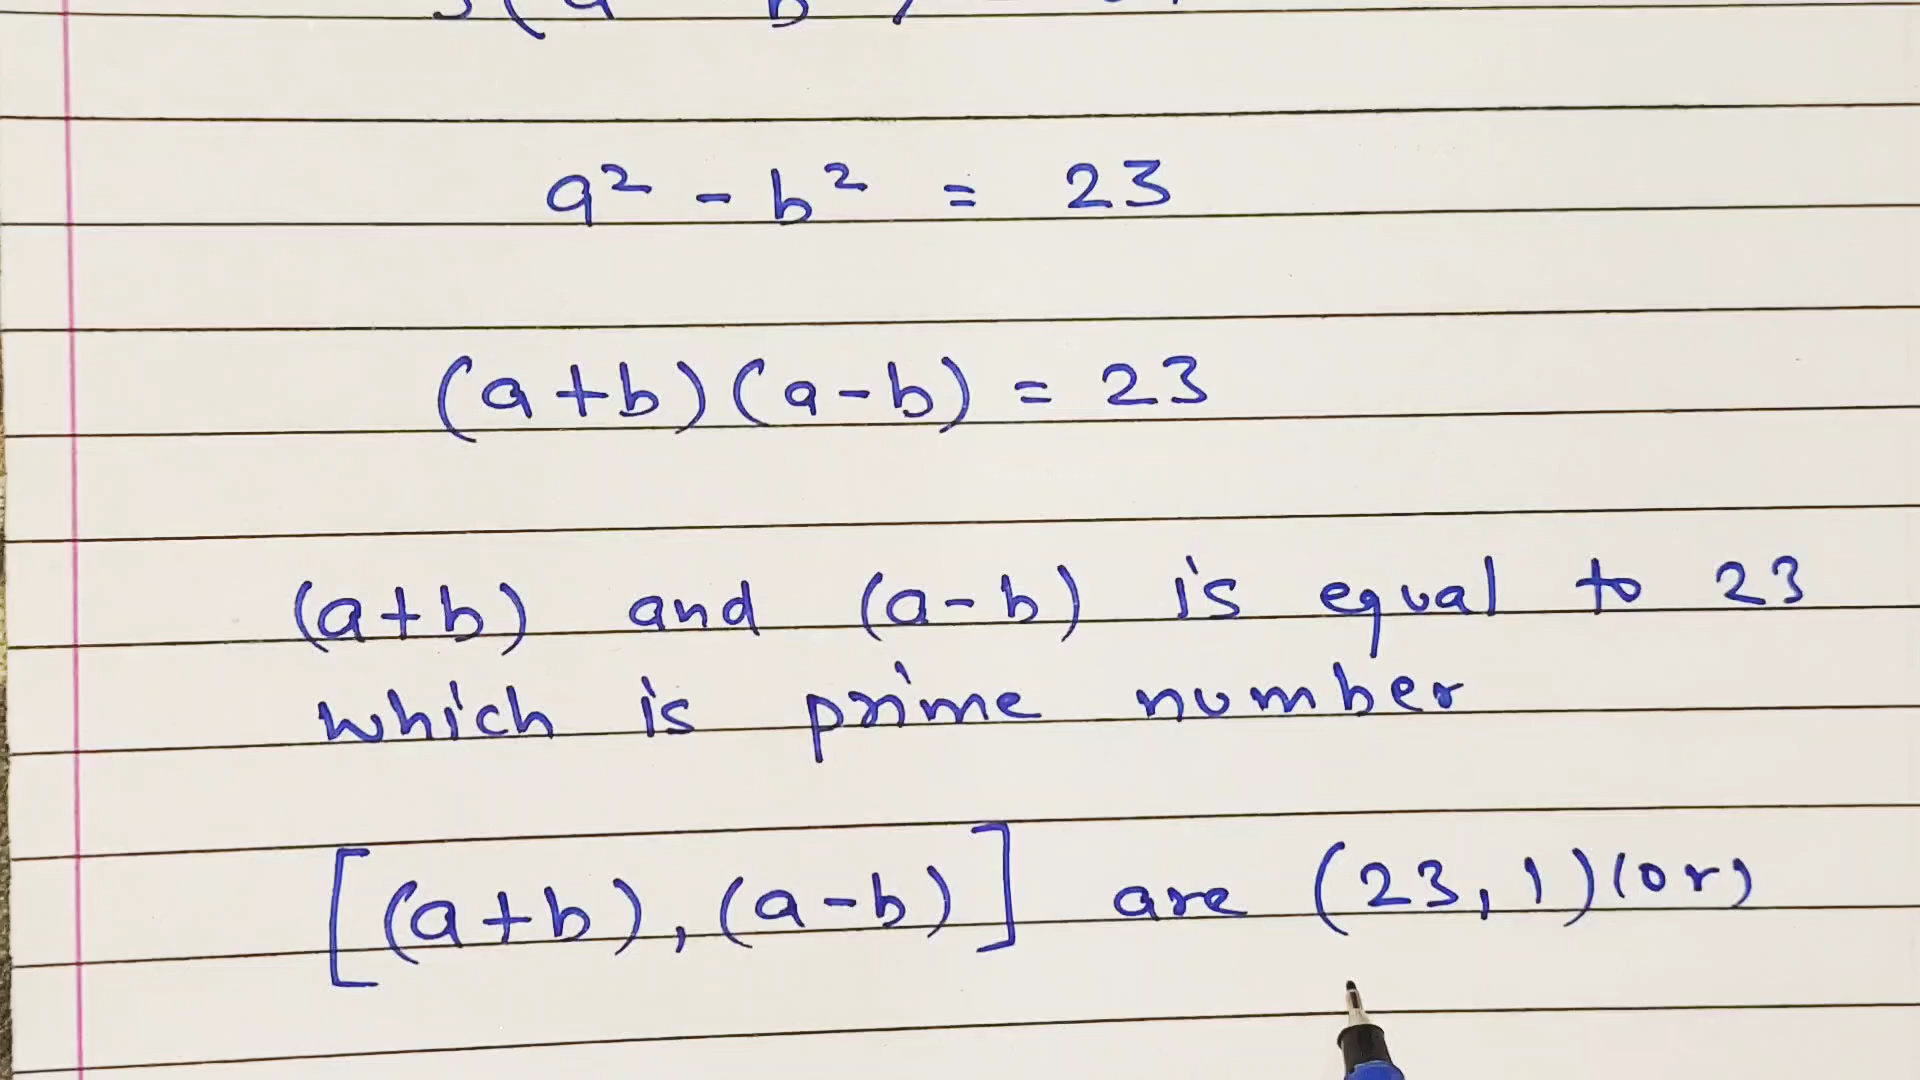 a² - b² = 23
(a+b)(a-b) = 23
(a+b) and (a-b) is equal to 23
which is prime number
[(a+b), (a-b)] are (23, 1) (or)